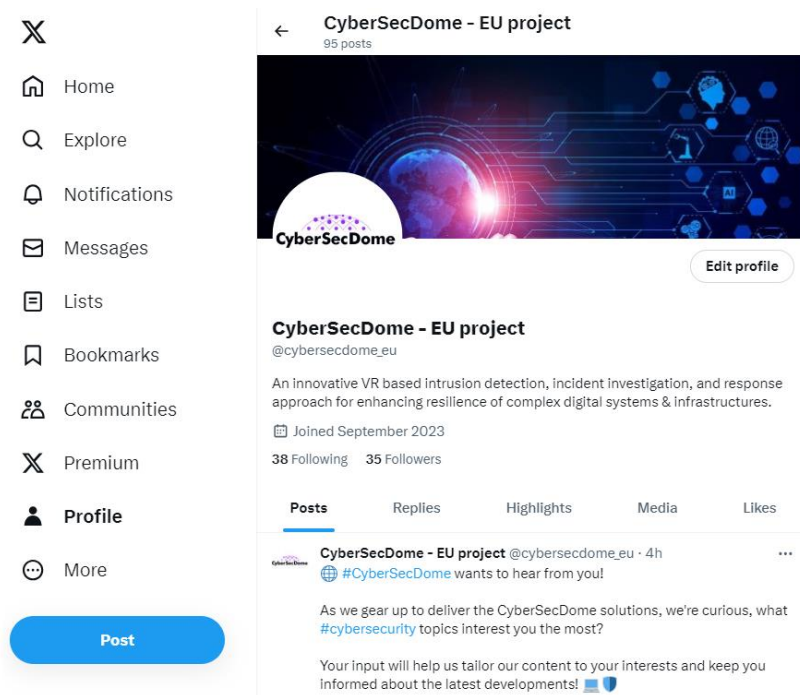 Home
Explore
Notifications
Messages
Lists
Bookmarks
Communities
Premium
Profile
More
Post
CyberSecDome - EU project
95 posts
AI
CyberSecDome
Edit profile
CyberSecDome - EU project
@cybersecdome_eu
An innovative VR based intrusion detection, incident investigation, and response
approach for enhancing resilience of complex digital systems & infrastructures.
Joined September 2023
38 Following 35 Followers
Posts Replies Highlights Media Likes
CyberSecDome
CyberSecDome - EU project @cybersecdome_eu · 4h
🌐 #CyberSecDome wants to hear from you!
As we gear up to deliver the CyberSecDome solutions, we're curious, what
#cybersecurity topics interest you the most?
Your input will help us tailor our content to your interests and keep you
informed about the latest developments! 💻🛡️